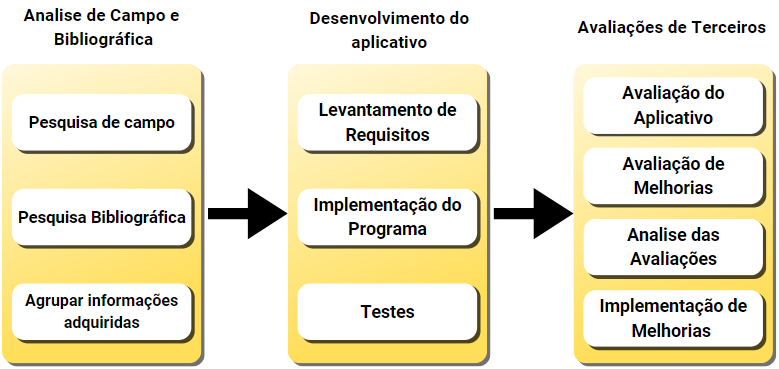 Analise de Campo e
Bibliográfica
Pesquisa de campo
Pesquisa Bibliográfica
Agrupar informações
adquiridas
Desenvolvimento do
aplicativo
Levantamento de
Requisitos
Implementação do
Programa
Testes
Avaliações de Terceiros
Avaliação do
Aplicativo
Avaliação de
Melhorias
Analise das
Avaliações
Implementação de
Melhorias